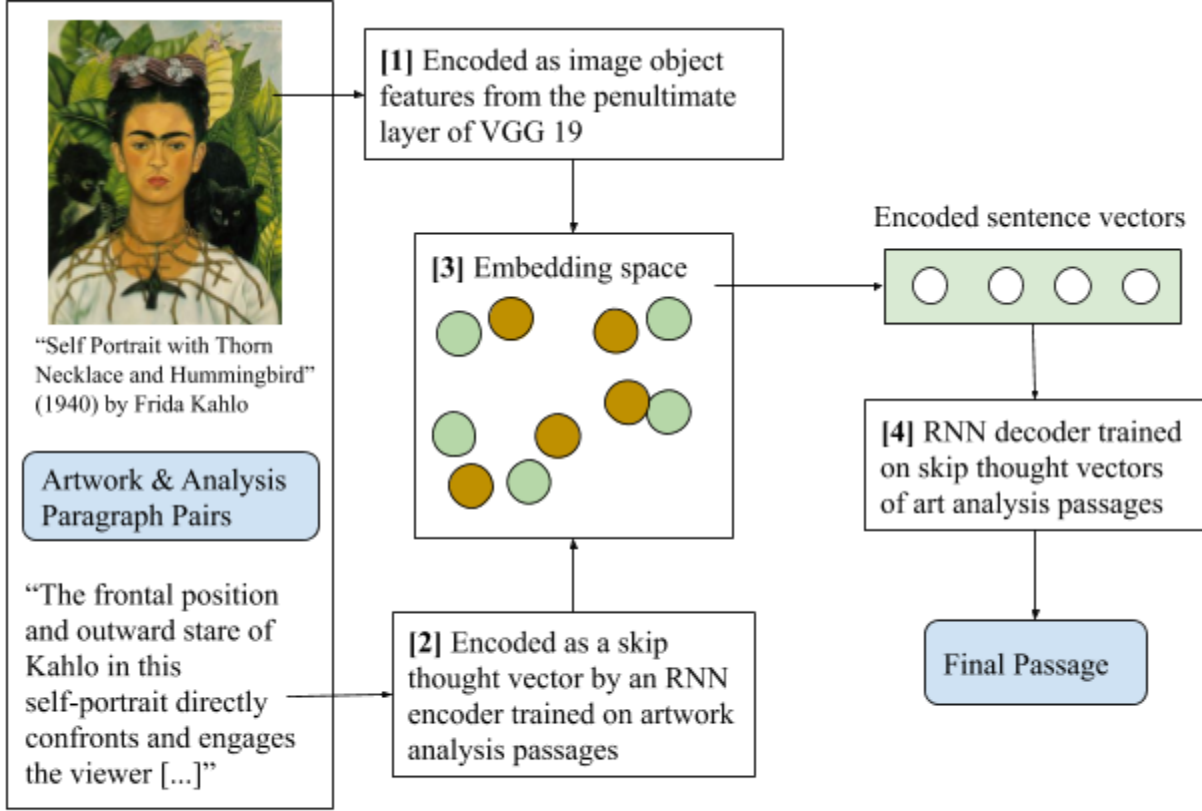 [1] Encoded as image object
features from the penultimate
layer of VGG 19
“Self Portrait with Thorn
Necklace and Hummingbird”
(1940) by Frida Kahlo
Artwork & Analysis
Paragraph Pairs
“The frontal position
and outward stare of
Kahlo in this
self-portrait directly
confronts and engages
the viewer [...]”
[2] Encoded as a skip
thought vector by an RNN
encoder trained on artwork
analysis passages
[3] Embedding space
Encoded sentence vectors
[4] RNN decoder trained
on skip thought vectors
of art analysis passages
Final Passage